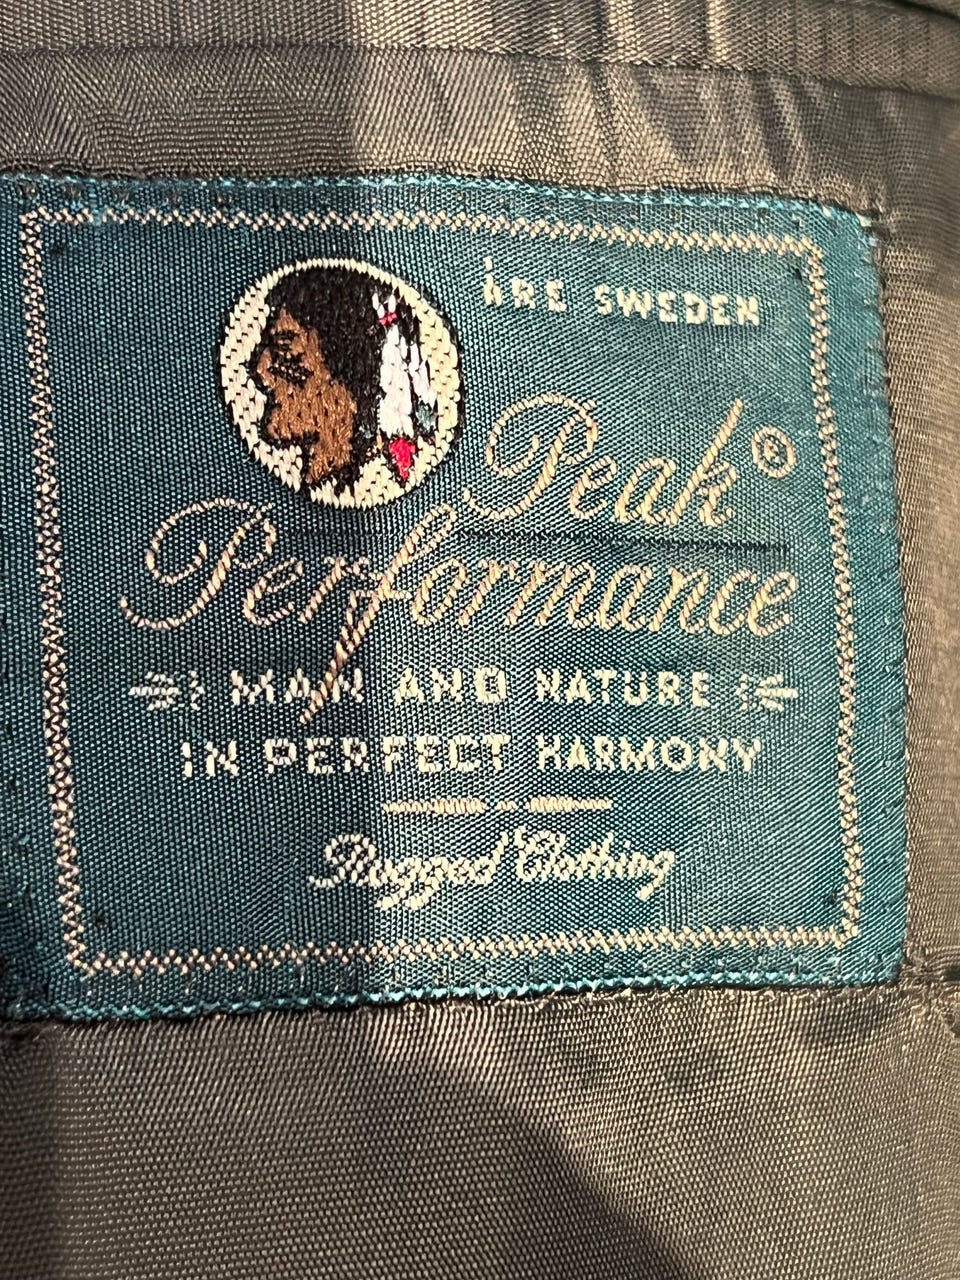 ÅRE SWEDEN
Peak®
Performance
MAN AND NATURE
IN PERFECT HARMONY
Rugged Clothing